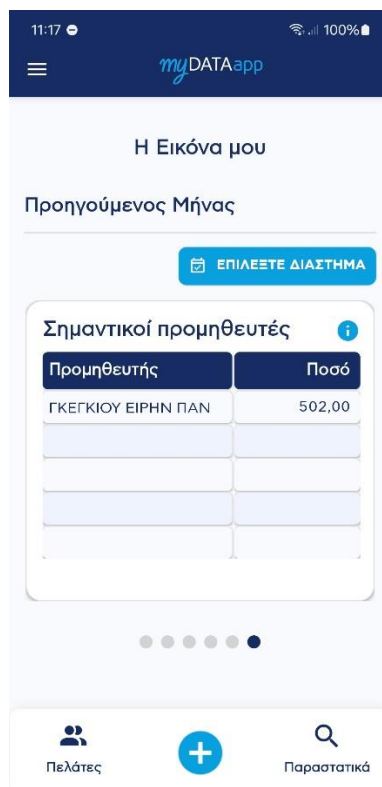 11:17 100%
myDATAapp
Η Εικόνα μου
Προηγούμενος Μήνας
ΕΠΙΛΕΞΤΕ ΔΙΑΣΤΗΜΑ
Σημαντικοί προμηθευτές
Προμηθευτής Ποσό
ΓΚΕΓΚΙΟΥ ΕΙΡΗΝ ΠΑΝ 502,00
Πελάτες Παραστατικά